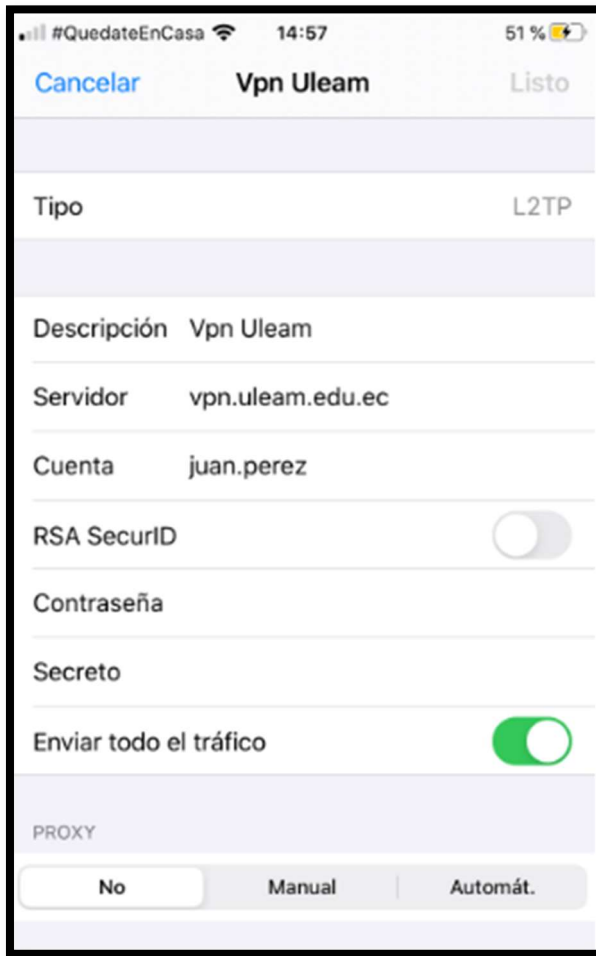 #QuedateEnCasa 14:57 51 %
Cancelar Vpn Uleam Listo
Tipo L2TP
Descripción Vpn Uleam
Servidor vpn.uleam.edu.ec
Cuenta juan.perez
RSA SecurID
Contraseña
Secreto
Enviar todo el tráfico
PROXY
No Manual Automát.